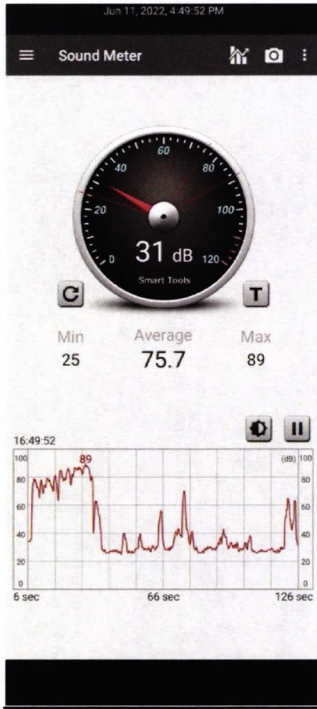 Jun 11, 2022, 4:49:52 PM
Sound Meter
60
40 80
20 100
31 dB
0 120
Smart Tools
C T
Min Average Max
25 75.7 89
16:49:52
89
100 (dB) 100
80 80
60 60
40 40
20 20
0 0
6 sec 66 sec 126 sec